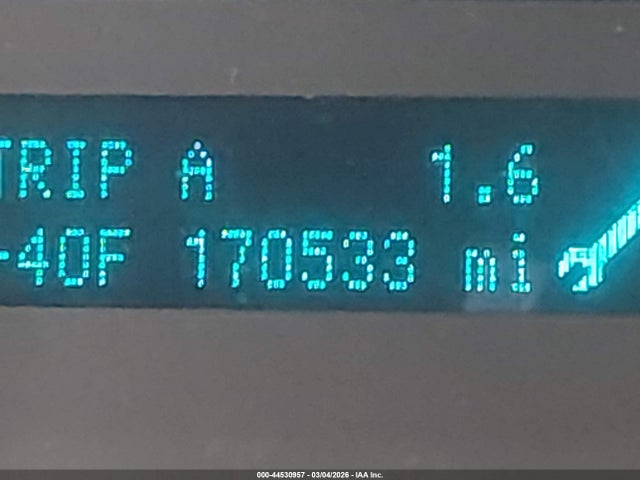 TRIP A 1.6
-40F 170533 mi
000-44530957 - 03/04/2026 - IAA Inc.